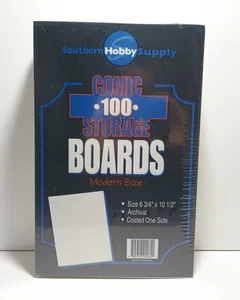 Southern Hobby Supply
COMIC
·100·
STORAGE
BOARDS
Modern Size
• Size 6 3/4" x 10 1/2"
• Archival
• Coated One Side